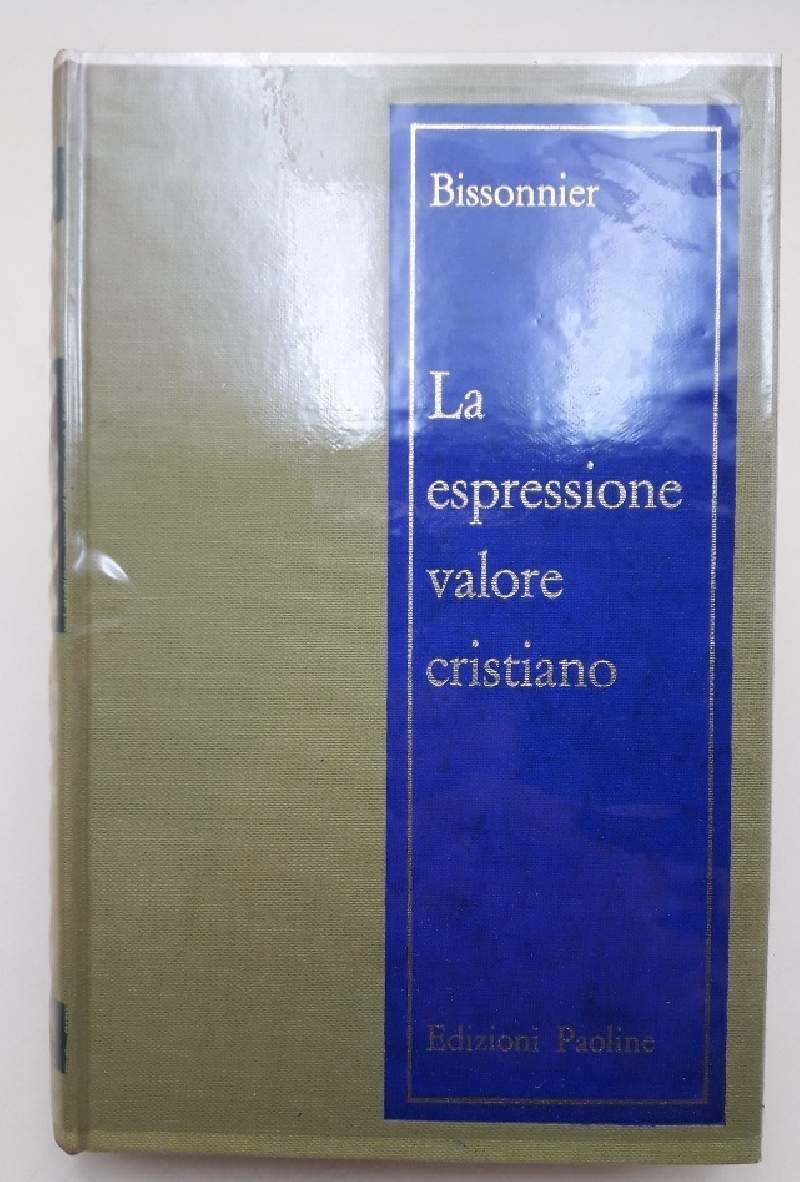 Bissonnier
La
espressione
valore
cristiano
Edizioni Paoline